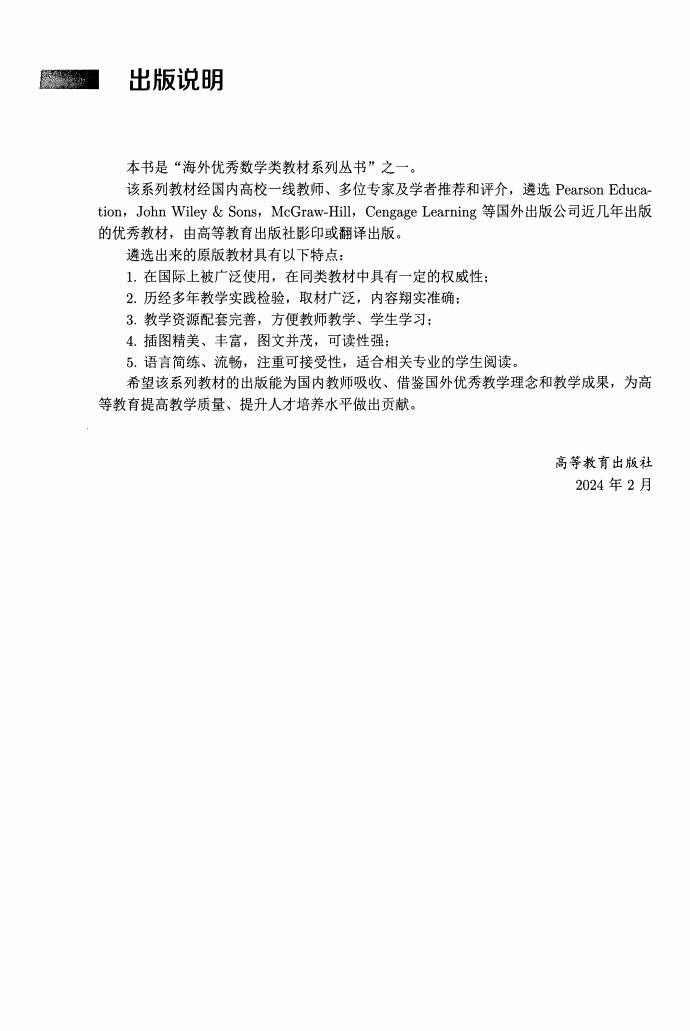 出版说明
本书是“海外优秀数学类教材系列丛书”之一。
该系列教材经国内高校一线教师、多位专家及学者推荐和评介，遴选 Pearson Educa-
tion，John Wiley & Sons，McGraw-Hill，Cengage Learning 等国外出版公司近几年出版
的优秀教材，由高等教育出版社影印或翻译出版。
遴选出来的原版教材具有以下特点：
1. 在国际上被广泛使用，在同类教材中具有一定的权威性；
2. 历经多年教学实践检验，取材广泛，内容翔实准确；
3. 教学资源配套完善，方便教师教学、学生学习；
4. 插图精美、丰富，图文并茂，可读性强；
5. 语言简练、流畅，注重可接受性，适合相关专业的学生阅读。
希望该系列教材的出版能为国内教师吸收、借鉴国外优秀教学理念和教学成果，为高
等教育提高教学质量、提升人才培养水平做出贡献。
高等教育出版社
2024 年 2 月